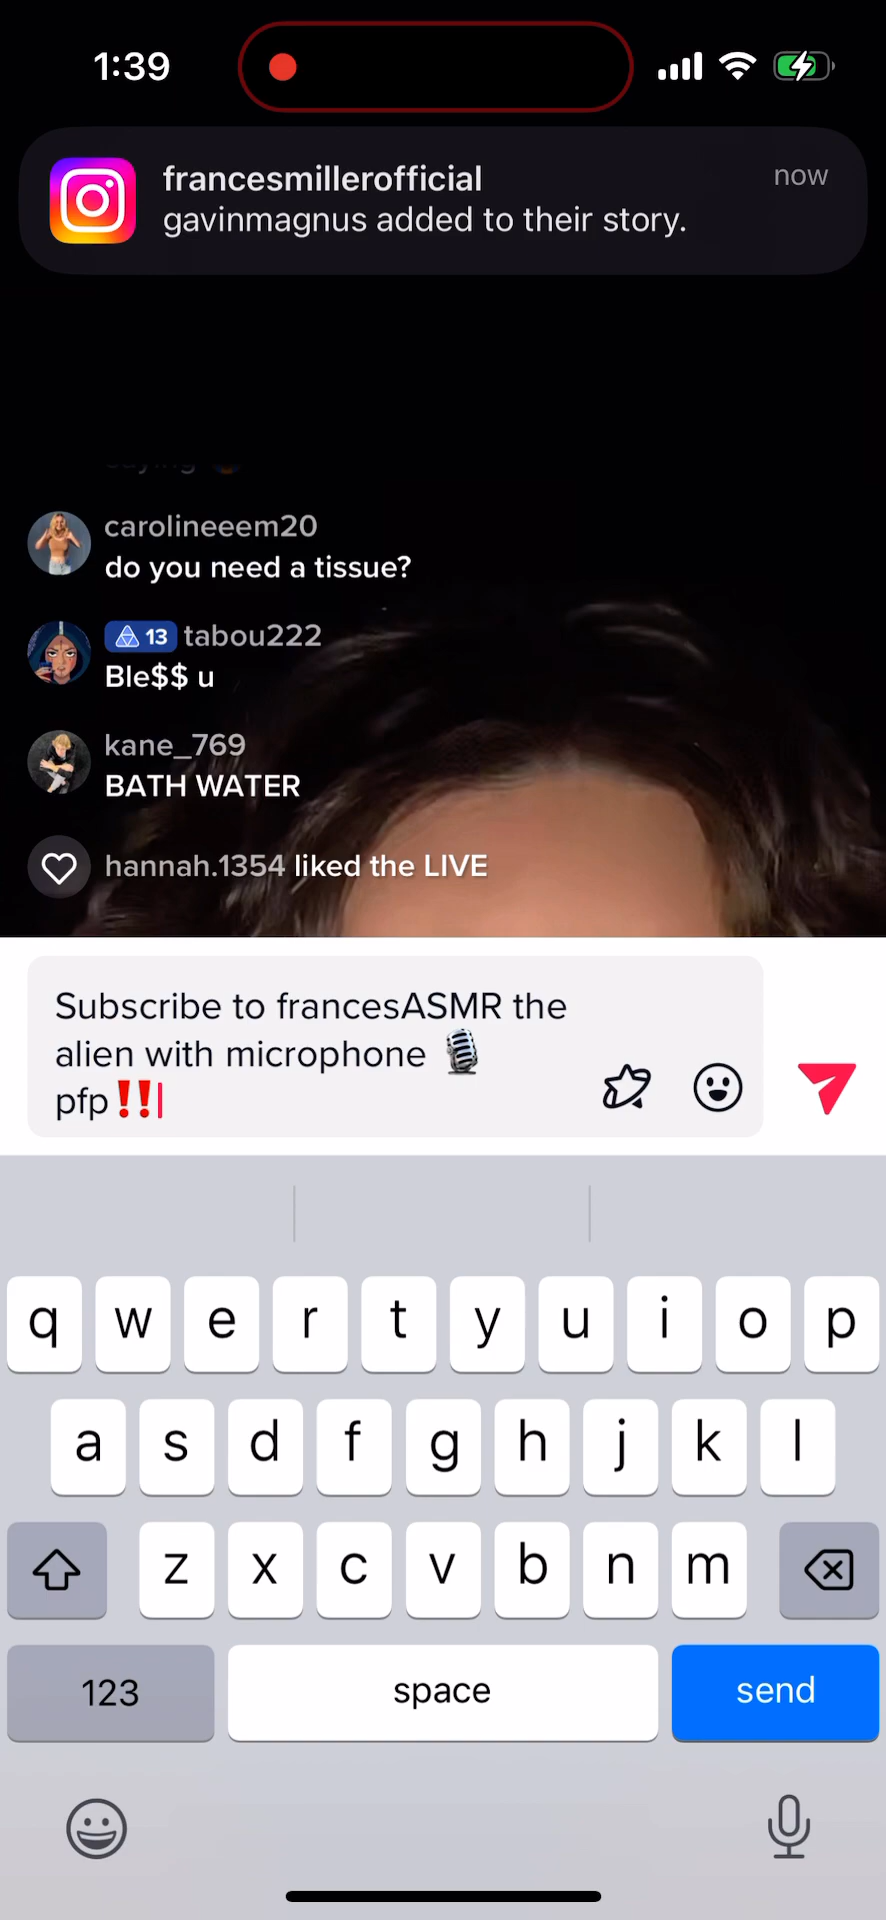 1:39
francesmillerofficial
now
gavinmagnus added to their story.
carolineeem20
do you need a tissue?
13 tabou222
Ble$$ u
kane_769
BATH WATER
hannah.1354 liked the LIVE
Subscribe to francesASMR the
alien with microphone 🎙️
pfp‼️
q w e r t y u i o p
a s d f g h j k l
z x c v b n m
123 space send